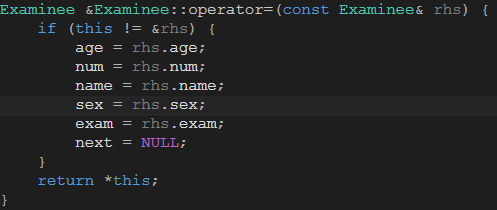 Examinee &Examinee::operator=(const Examinee& rhs) {
    if (this != &rhs) {
        age = rhs.age;
        num = rhs.num;
        name = rhs.name;
        sex = rhs.sex;
        exam = rhs.exam;
        next = NULL;
    }
    return *this;
}